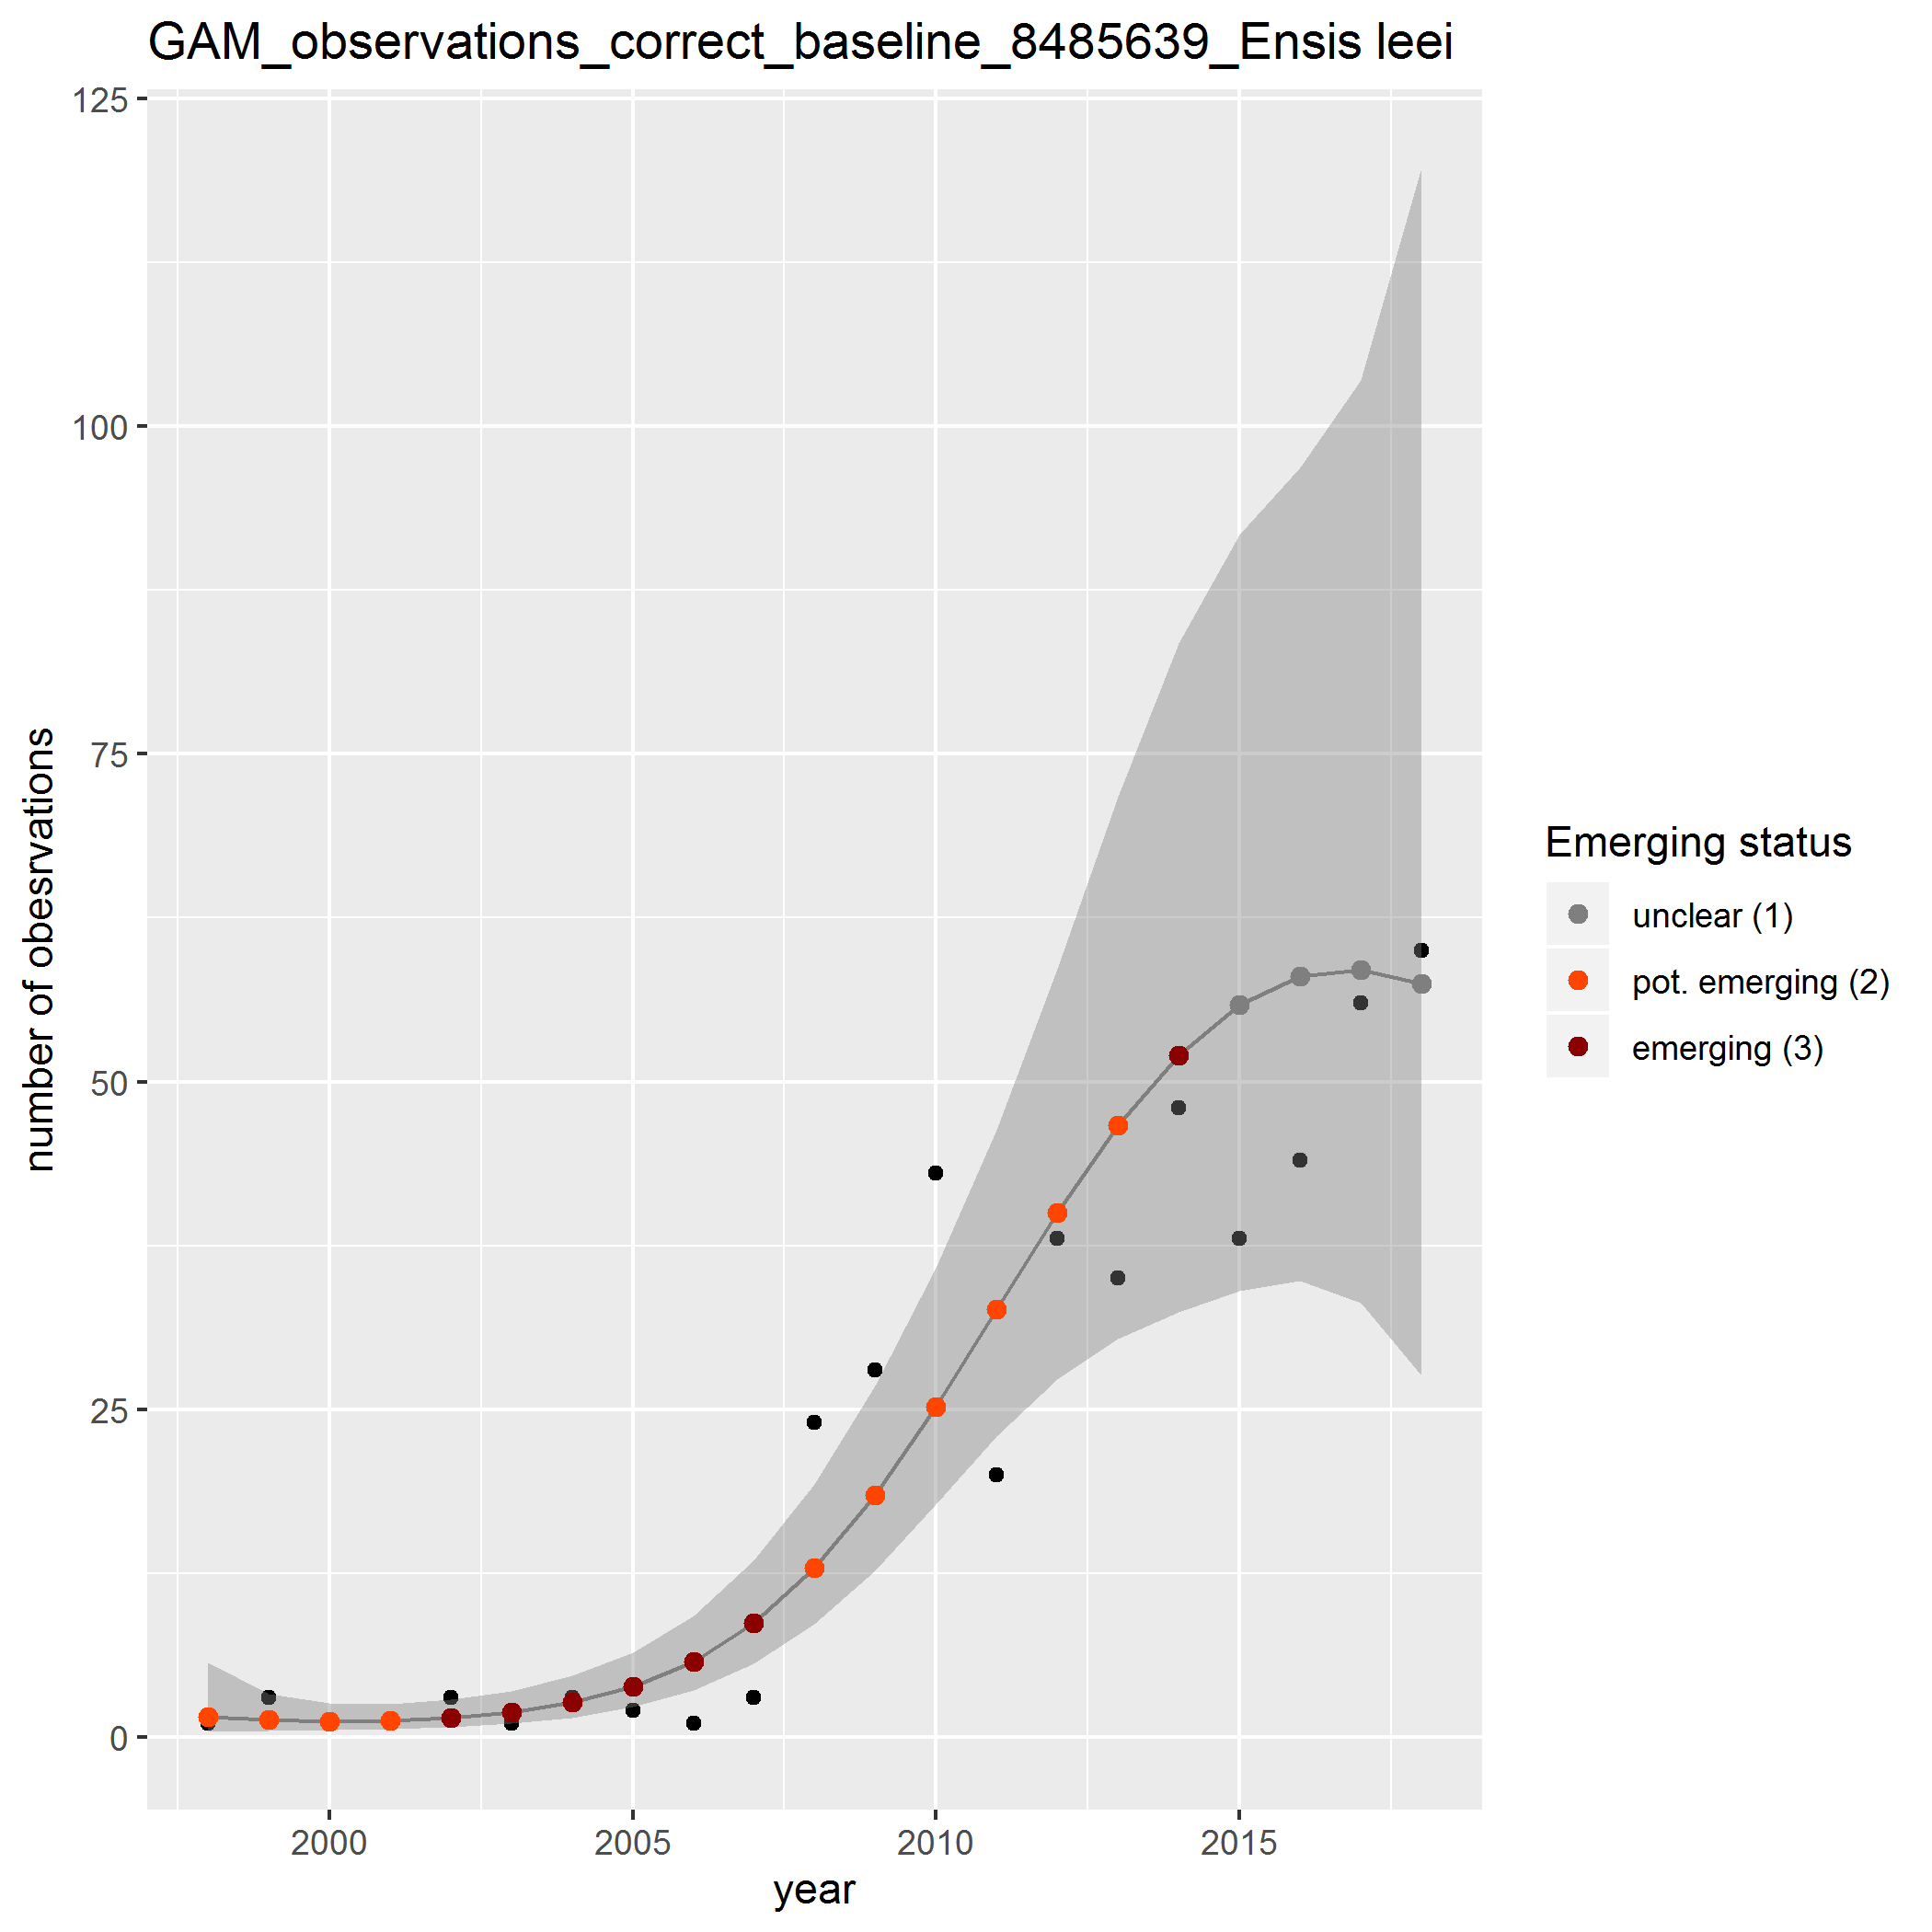 GAM_observations_correct_baseline_8485639_Ensis leei
125
100
75
50
25
0
number of obesrvations
2000 2005 2010 2015
year
Emerging status
unclear (1)
pot. emerging (2)
emerging (3)